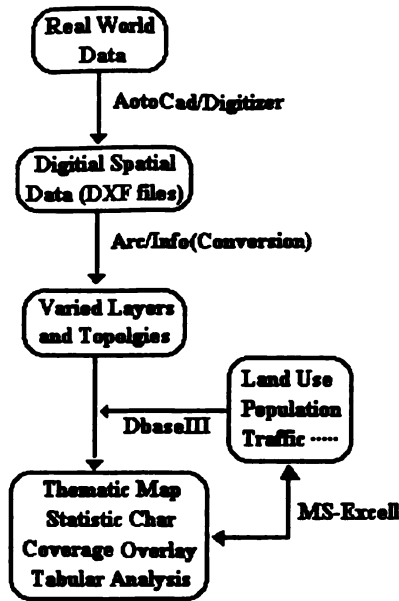 Real World
Data
AotoCad/Digitizer
Digitial Spatial
Data (DXF files)
Arc/Info(Conversion)
Varied Layers
and Topolgies
Land Use
Population
Traffic ·····
DbaseIII
Thematic Map
Statistic Char
Coverage Overlay
Tabular Analysis
MS-Excell